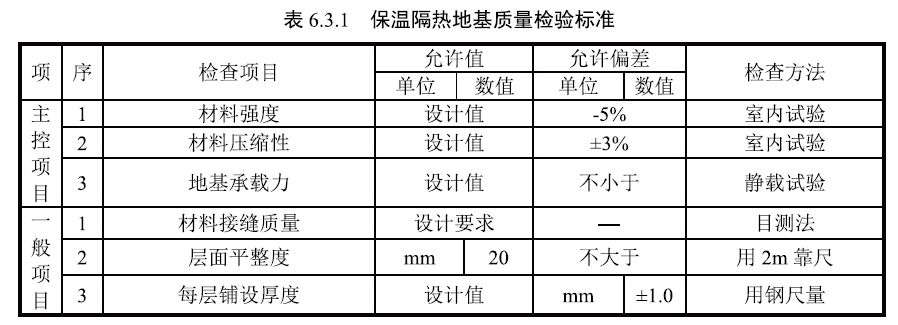 表 6.3.1 保温隔热地基质量检验标准
项 序 检查项目 允许值 允许偏差 检查方法
单位 数值 单位 数值
主控项目 1 材料强度 设计值 -5% 室内试验
2 材料压缩性 设计值 ±3% 室内试验
3 地基承载力 设计值 不小于 静载试验
一般项目 1 材料接缝质量 设计要求 — 目测法
2 层面平整度 mm 20 不大于 用 2m 靠尺
3 每层铺设厚度 设计值 mm ±1.0 用钢尺量